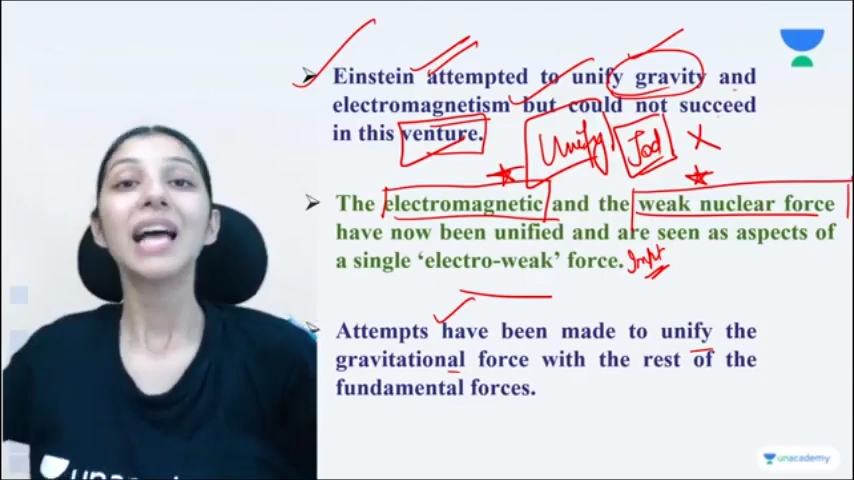 Einstein attempted to unify gravity and
electromagnetism but could not succeed
in this venture.
Unify Jod
The electromagnetic and the weak nuclear force
have now been unified and are seen as aspects of
a single ‘electro-weak’ force. Impt
Attempts have been made to unify the
gravitational force with the rest of the
fundamental forces.
unacademy